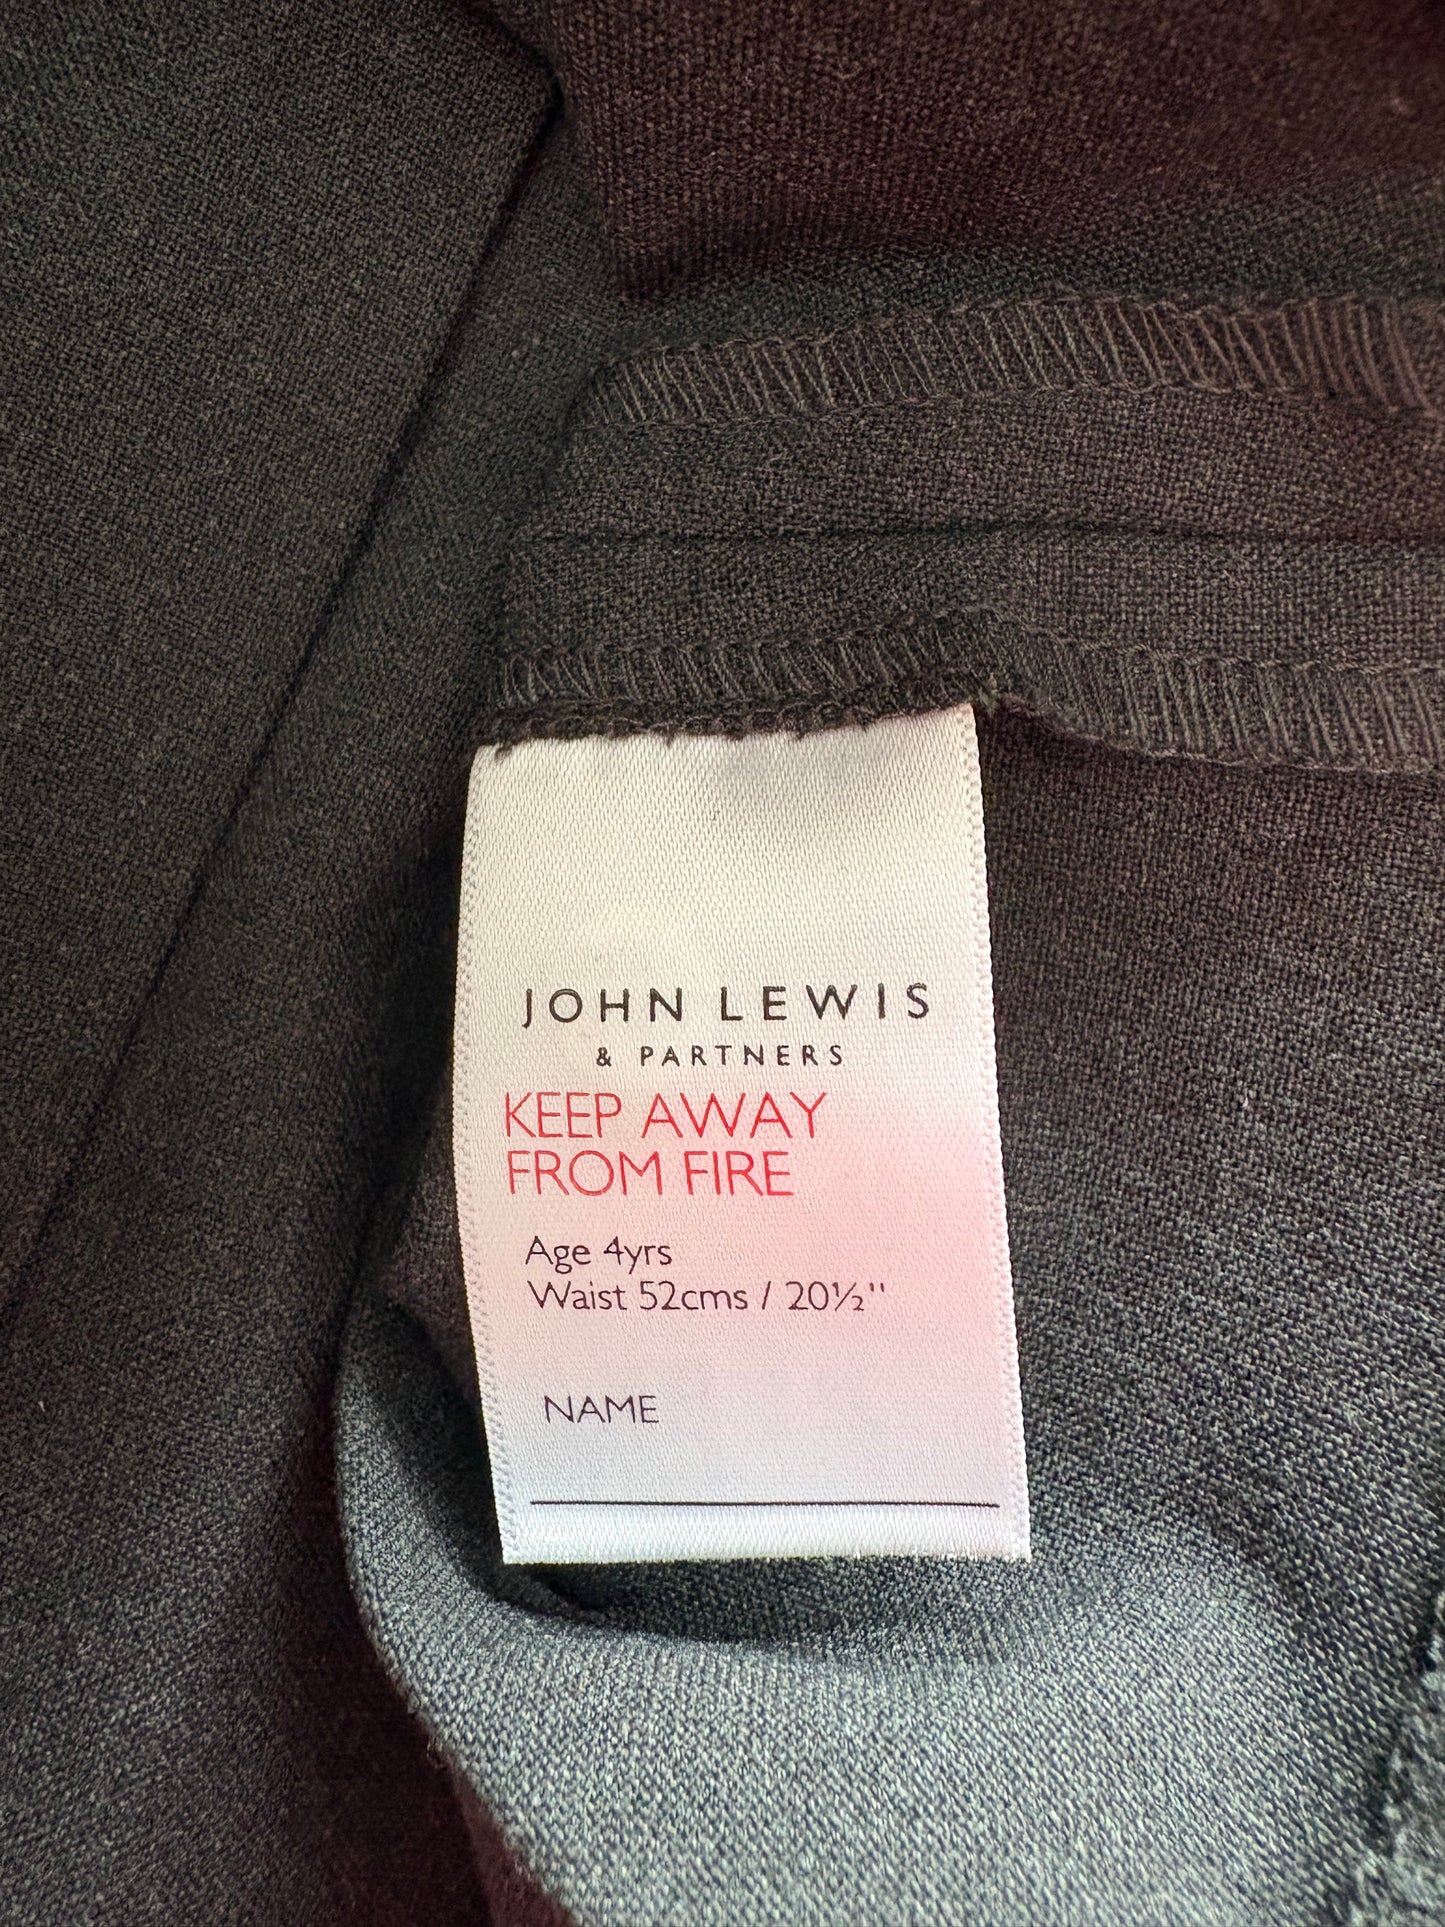 JOHN LEWIS
& PARTNERS
KEEP AWAY
FROM FIRE
Age 4yrs
Waist 52cms / 20½"
NAME